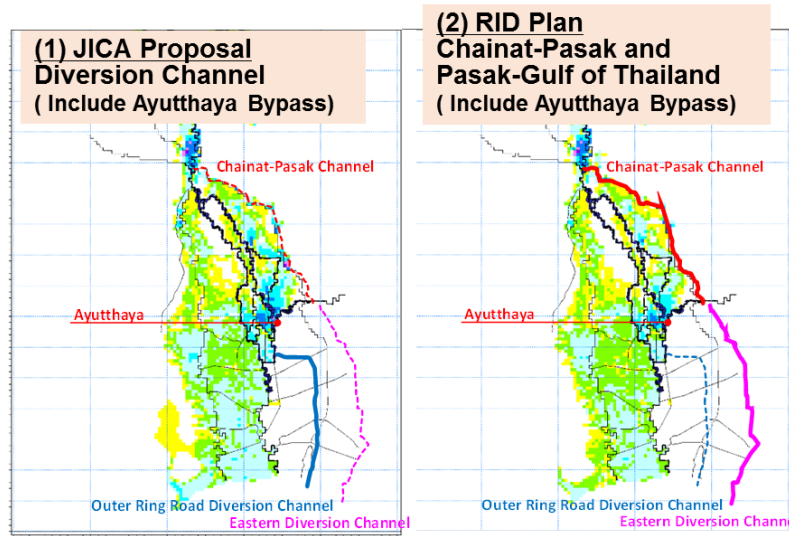 (1) JICA Proposal
Diversion Channel
( Include Ayutthaya Bypass)
Chainat-Pasak Channel
Ayutthaya
Outer Ring Road Diversion Channel
Eastern Diversion Channel
(2) RID Plan
Chainat-Pasak and
Pasak-Gulf of Thailand
( Include Ayutthaya Bypass)
Chainat-Pasak Channel
Ayutthaya
Outer Ring Road Diversion Channel
Eastern Diversion Channe